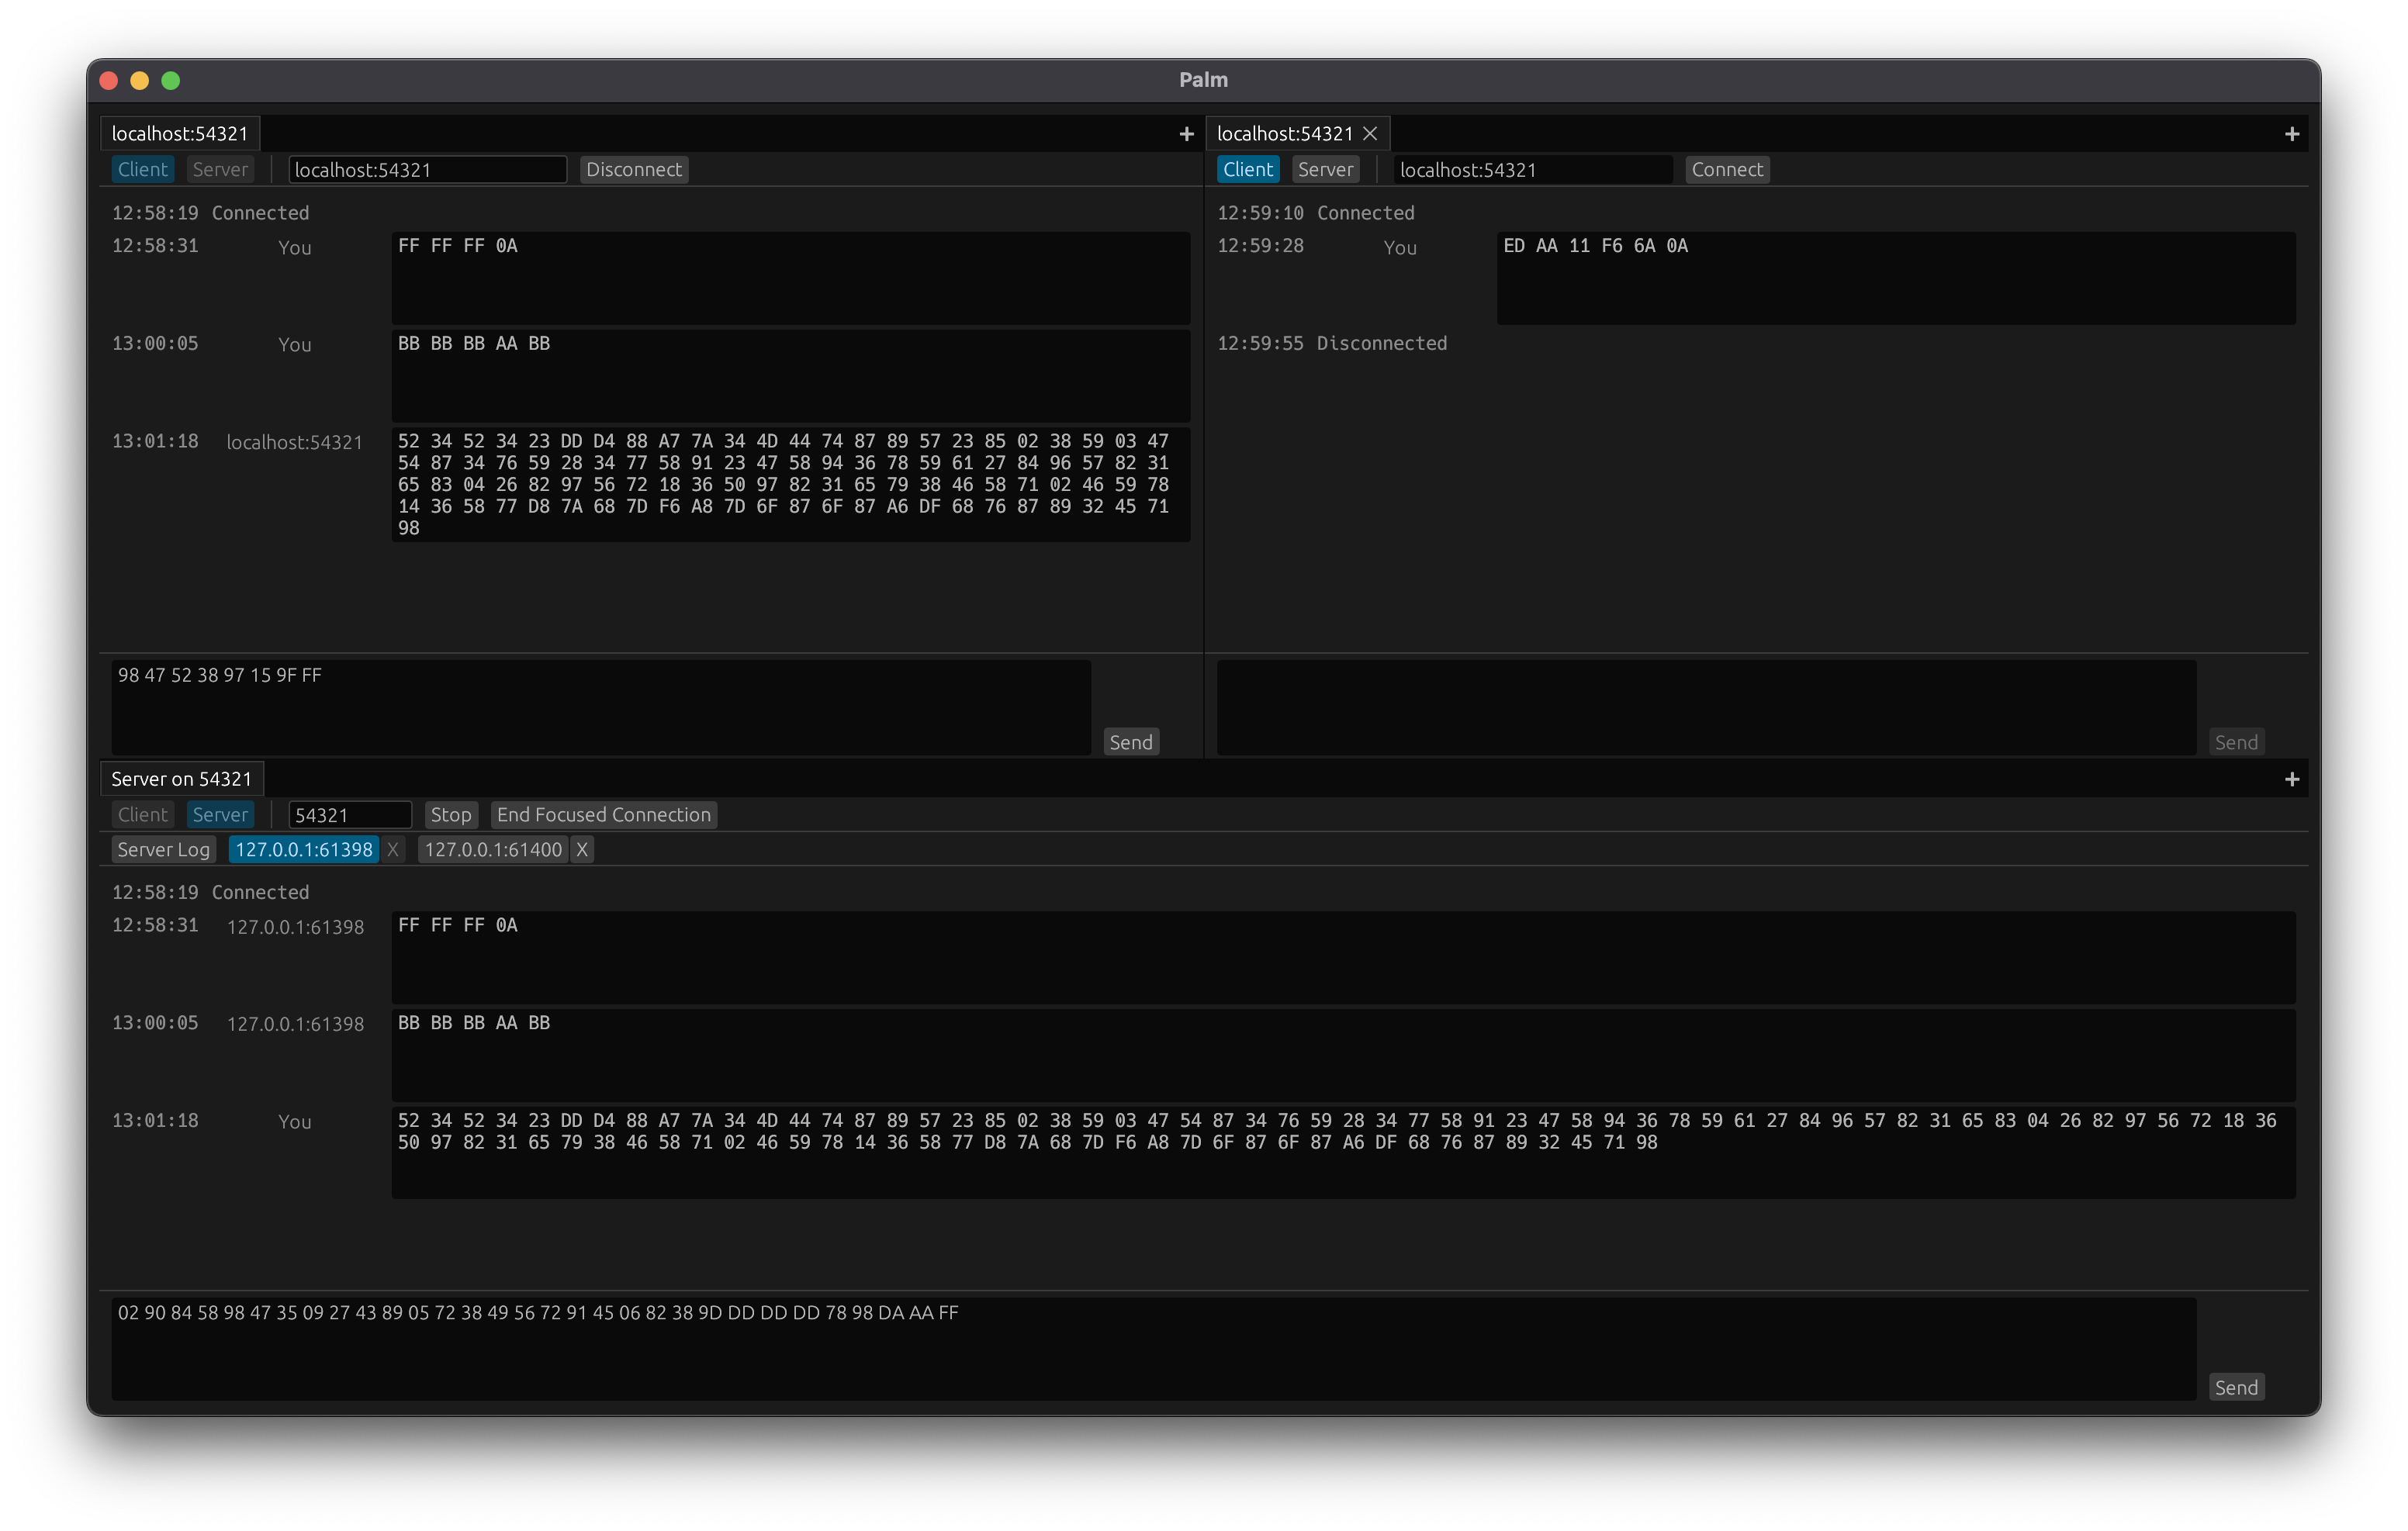 Palm
localhost:54321 +
Client Server localhost:54321 Disconnect
12:58:19 Connected
12:58:31 You FF FF FF 0A
13:00:05 You BB BB BB AA BB
13:01:18 localhost:54321 52 34 52 34 23 DD D4 88 A7 7A 34 4D 44 74 87 89 57 23 85 02 38 59 03 47
54 87 34 76 59 28 34 77 58 91 23 47 58 94 36 78 59 61 27 84 96 57 82 31
65 83 04 26 82 97 56 72 18 36 50 97 82 31 65 79 38 46 58 71 02 46 59 78
14 36 58 77 D8 7A 68 7D F6 A8 7D 6F 87 6F 87 A6 DF 68 76 87 89 32 45 71
98
98 47 52 38 97 15 9F FF
Send
localhost:54321 +
Client Server localhost:54321 Connect
12:59:10 Connected
12:59:28 You ED AA 11 F6 6A 0A
12:59:55 Disconnected
Send
Server on 54321 +
Client Server 54321 Stop End Focused Connection
Server Log 127.0.0.1:61398 X 127.0.0.1:61400 X
12:58:19 Connected
12:58:31 127.0.0.1:61398 FF FF FF 0A
13:00:05 127.0.0.1:61398 BB BB BB AA BB
13:01:18 You 52 34 52 34 23 DD D4 88 A7 7A 34 4D 44 74 87 89 57 23 85 02 38 59 03 47 54 87 34 76 59 28 34 77 58 91 23 47 58 94 36 78 59 61 27 84 96 57 82 31 65 83 04 26 82 97 56 72 18 36
50 97 82 31 65 79 38 46 58 71 02 46 59 78 14 36 58 77 D8 7A 68 7D F6 A8 7D 6F 87 6F 87 A6 DF 68 76 87 89 32 45 71 98
02 90 84 58 98 47 35 09 27 43 89 05 72 38 49 56 72 91 45 06 82 38 9D DD DD DD 78 98 DA AA FF
Send